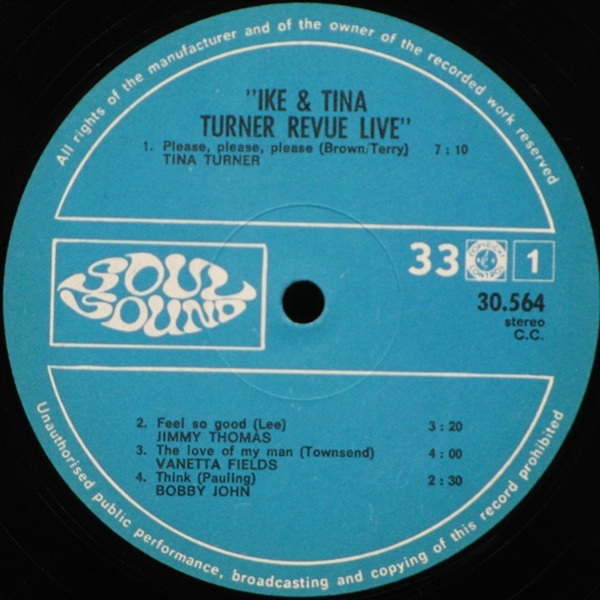 All rights of the manufacturer and of the owner of the recorded work reserved
"IKE & TINA
TURNER REVUE LIVE"
1. Please, please, please (Brown/Terry) 7 : 10
TINA TURNER
SOUL
SOUND
33
COPYRIGHT
CONTROL
1
30.564
stereo
C.C.
2. Feel so good (Lee) 3 : 20
JIMMY THOMAS
3. The love of my man (Townsend) 4 : 00
VANETTA FIELDS
4. Think (Pauling) 2 : 30
BOBBY JOHN
Unauthorised public performance, broadcasting and copying of this record prohibited